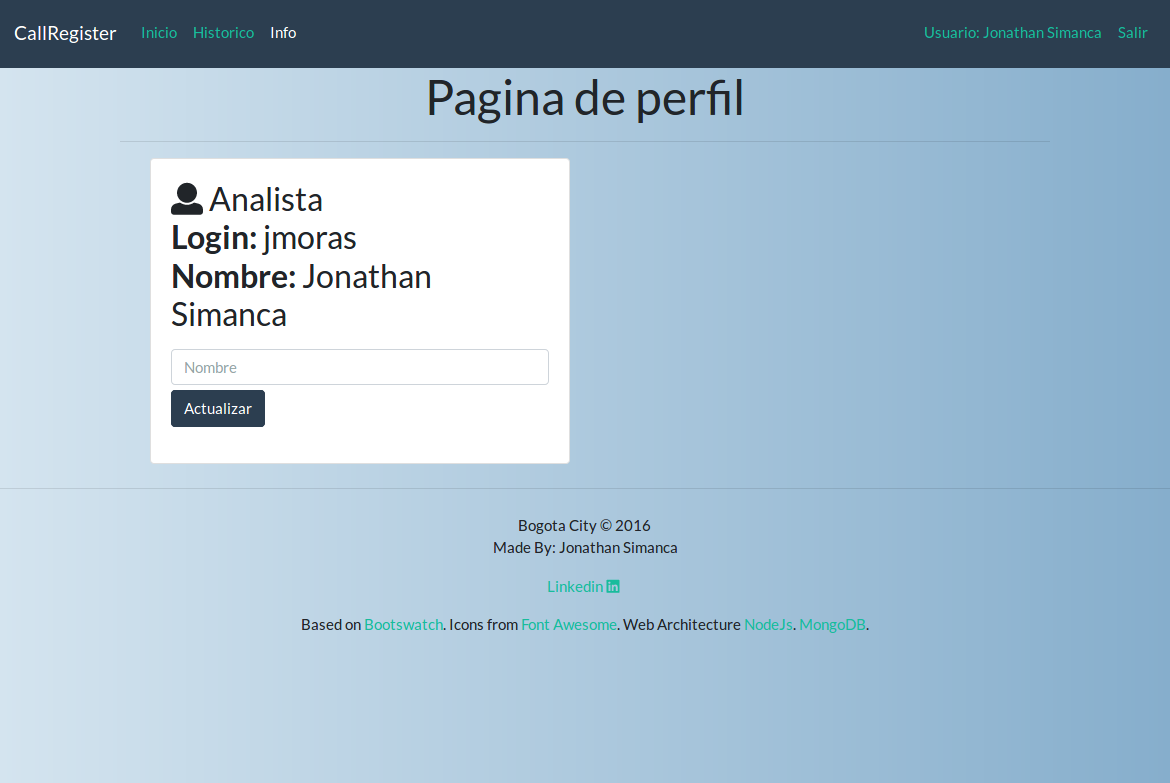 CallRegister Inicio Historico Info Usuario: Jonathan Simanca Salir
Pagina de perfil
Analista
Login: jmoras
Nombre: Jonathan
Simanca
Nombre
Actualizar
Bogota City © 2016
Made By: Jonathan Simanca
Linkedin
Based on Bootswatch. Icons from Font Awesome. Web Architecture NodeJs. MongoDB.